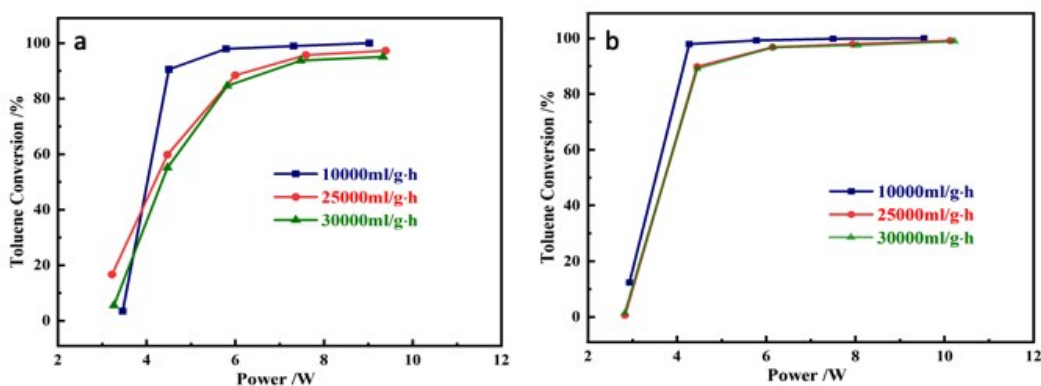 a
100
80
60
40
20
0
Toluene Conversion /%
10000ml/g·h
25000ml/g·h
30000ml/g·h
2 4 6 8 10 12
Power /W
b
100
80
60
40
20
0
Toluene Conversion /%
10000ml/g·h
25000ml/g·h
30000ml/g·h
2 4 6 8 10 12
Power /W